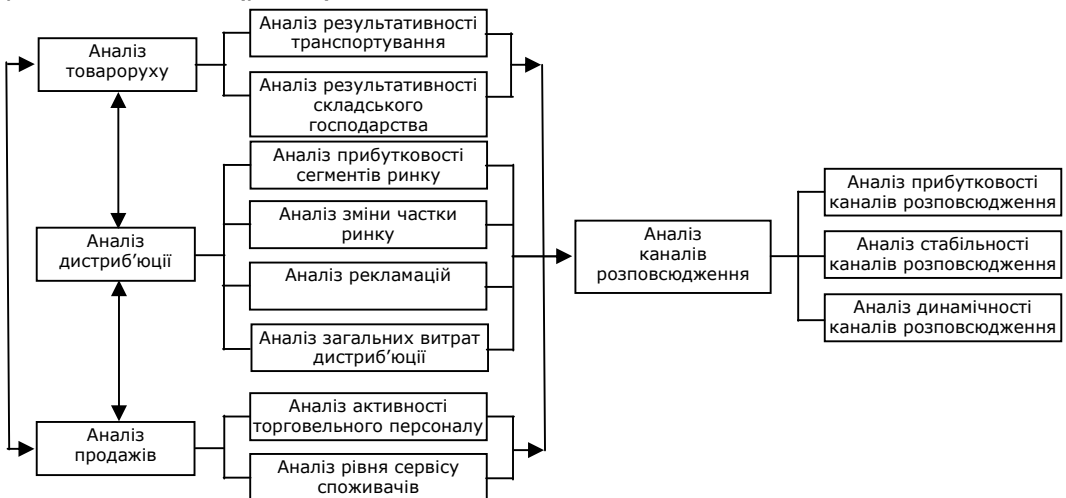 Аналіз
товароруху
Аналіз результативності
транспортування
Аналіз результативності
складського
господарства
Аналіз
дистриб’юції
Аналіз прибутковості
сегментів ринку
Аналіз зміни частки
ринку
Аналіз рекламацій
Аналіз загальних витрат
дистриб’юції
Аналіз
продажів
Аналіз активності
торговельного персоналу
Аналіз рівня сервісу
споживачів
Аналіз
каналів
розповсюдження
Аналіз прибутковості
каналів розповсюдження
Аналіз стабільності
каналів розповсюдження
Аналіз динамічності
каналів розповсюдження